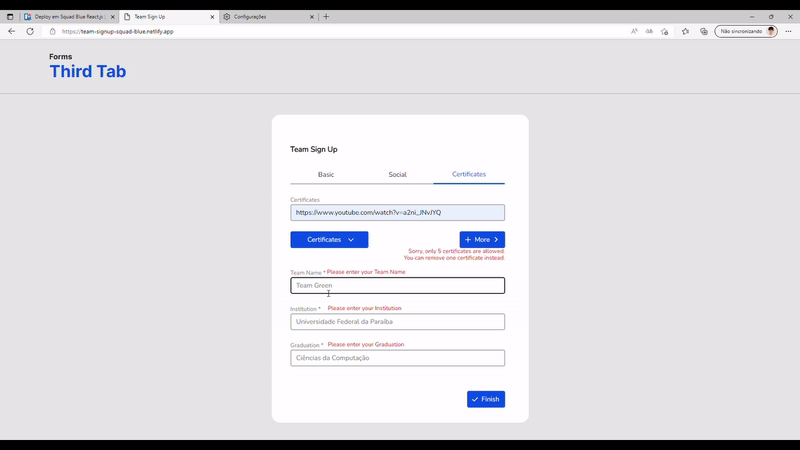 Deploy em Squad Blue React.js
Team Sign Up
Configurações
https://team-signup-squad-blue.netlify.app
Não sincronizando
Forms
Third Tab
Team Sign Up
Basic
Social
Certificates
Certificates
https://www.youtube.com/watch?v=a2ni_JNvJYQ
Certificates
+ More
Sorry, only 5 certificates are allowed.
You can remove one certificate instead.
Team Name * Please enter your Team Name
Team Green
Institution * Please enter your Institution
Universidade Federal da Paraíba
Graduation * Please enter your Graduation
Ciências da Computação
Finish